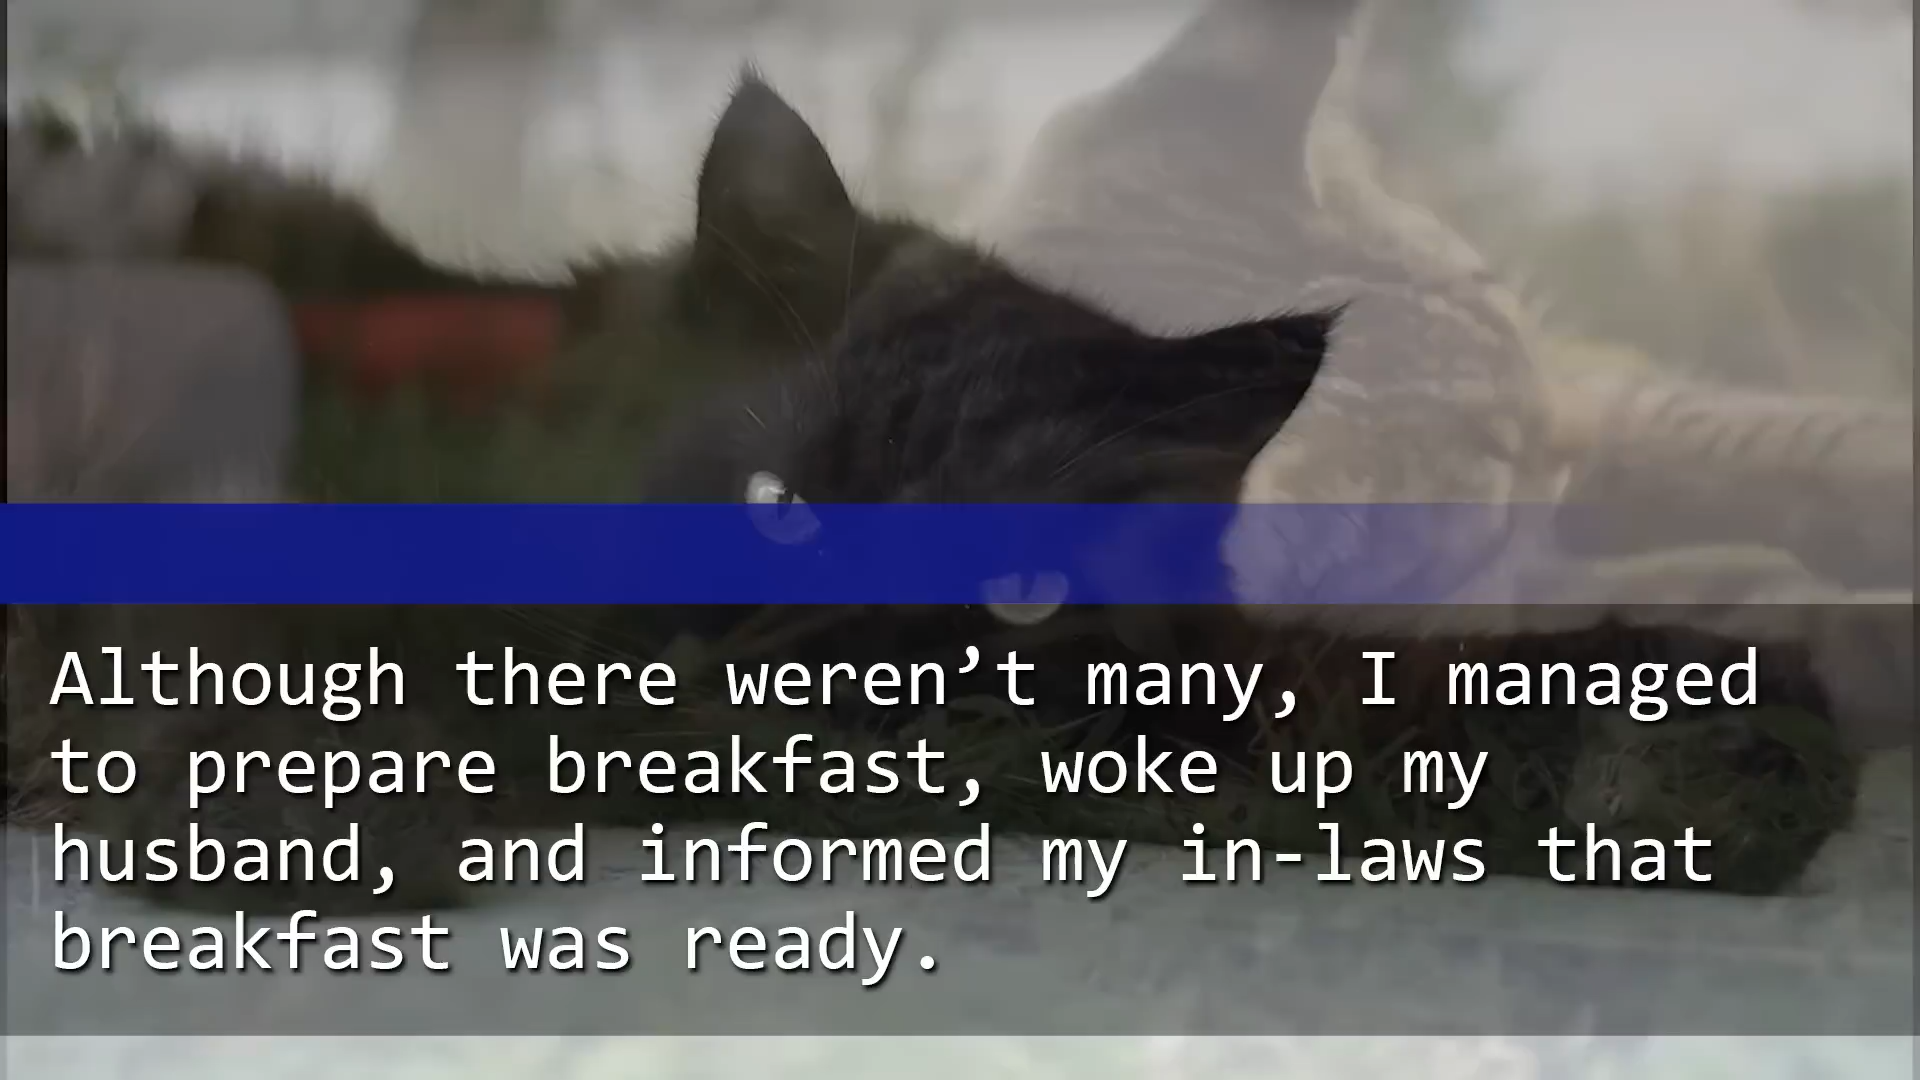 Although there weren’t many, I managed
to prepare breakfast, woke up my
husband, and informed my in-laws that
breakfast was ready.